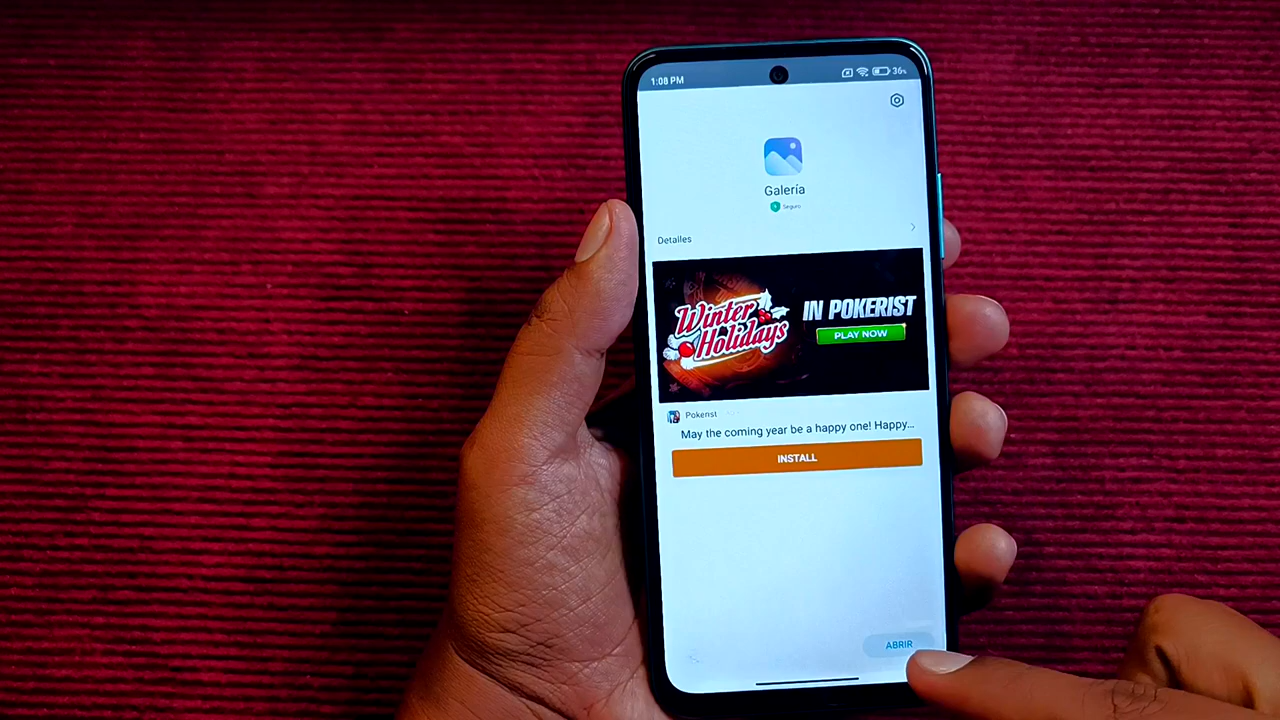 1:08 PM
36%
Galería
Seguro
Detalles
Winter
Holidays
IN POKERIST
PLAY NOW
Pokerist
May the coming year be a happy one! Happy...
INSTALL
ABRIR